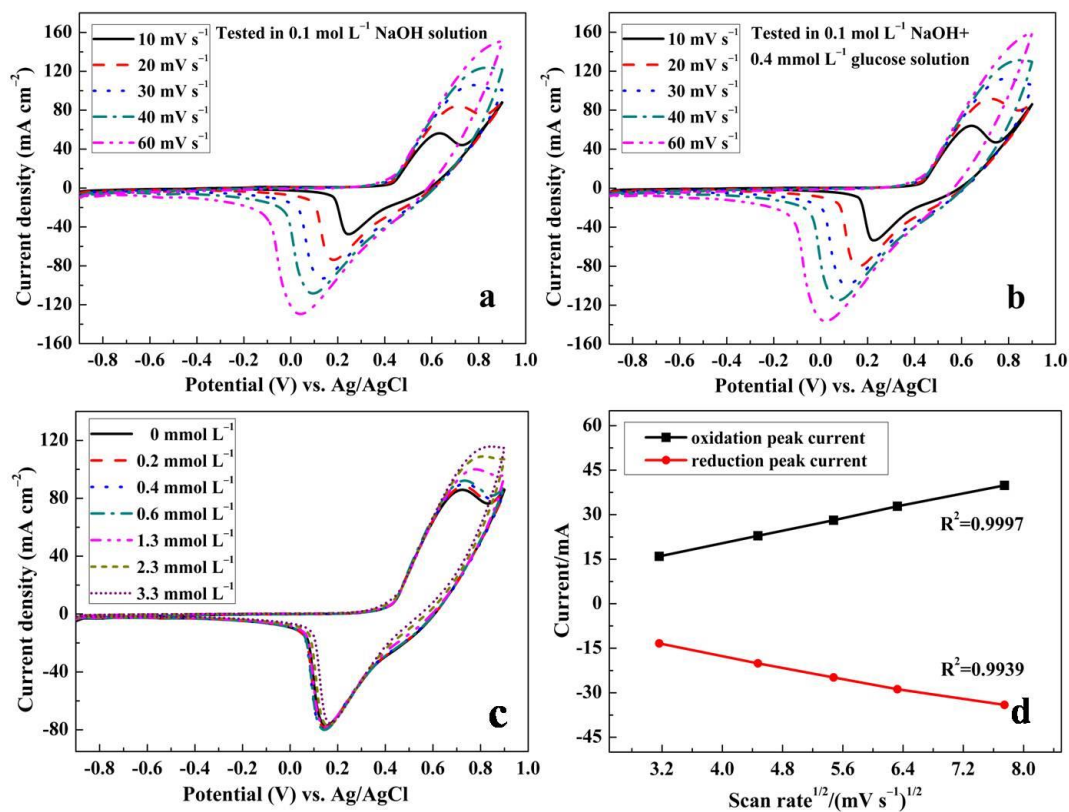 Tested in 0.1 mol L⁻¹ NaOH solution
10 mV s⁻¹
20 mV s⁻¹
30 mV s⁻¹
40 mV s⁻¹
60 mV s⁻¹
160
120
80
40
0
-40
-80
-120
-160
-0.8 -0.6 -0.4 -0.2 0.0 0.2 0.4 0.6 0.8 1.0
Current density (mA cm⁻²)
Potential (V) vs. Ag/AgCl
a
Tested in 0.1 mol L⁻¹ NaOH+
0.4 mmol L⁻¹ glucose solution
10 mV s⁻¹
20 mV s⁻¹
30 mV s⁻¹
40 mV s⁻¹
60 mV s⁻¹
160
120
80
40
0
-40
-80
-120
-160
-0.8 -0.6 -0.4 -0.2 0.0 0.2 0.4 0.6 0.8 1.0
Current density (mA cm⁻²)
Potential (V) vs. Ag/AgCl
b
0 mmol L⁻¹
0.2 mmol L⁻¹
0.4 mmol L⁻¹
0.6 mmol L⁻¹
1.3 mmol L⁻¹
2.3 mmol L⁻¹
3.3 mmol L⁻¹
120
80
40
0
-40
-80
-0.8 -0.6 -0.4 -0.2 0.0 0.2 0.4 0.6 0.8 1.0
Current density (mA cm⁻²)
Potential (V) vs. Ag/AgCl
c
oxidation peak current
reduction peak current
R²=0.9997
R²=0.9939
60
45
30
15
0
-15
-30
-45
3.2 4.0 4.8 5.6 6.4 7.2 8.0
Current/mA
Scan rate¹ᐟ²/(mV s⁻¹)¹ᐟ²
d